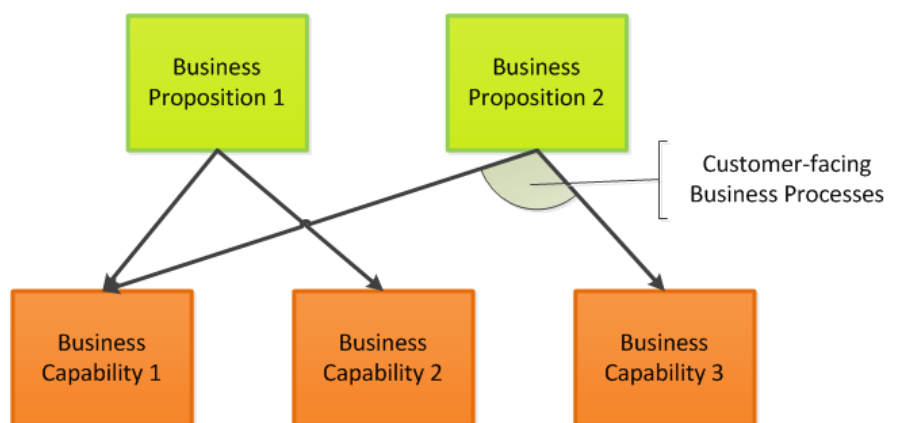 Business
Proposition 1
Business
Proposition 2
Customer-facing
Business Processes
Business
Capability 1
Business
Capability 2
Business
Capability 3